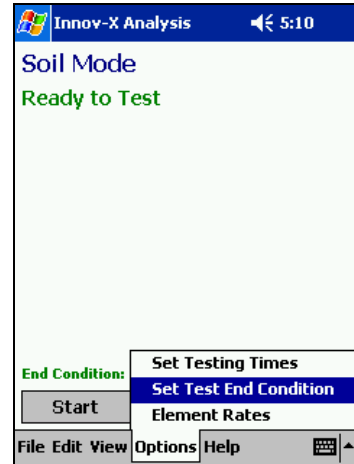 Innov-X Analysis 5:10
Soil Mode
Ready to Test
Set Testing Times
End Condition:
Set Test End Condition
Start
Element Rates
File Edit View Options Help